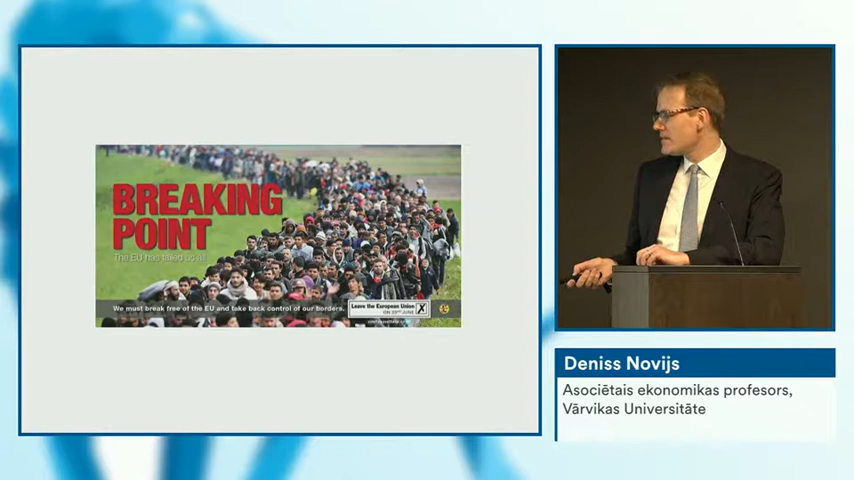 BREAKING
POINT
The EU has failed us all
We must break free of the EU and take back control of our borders.
Leave the European Union
ON 23RD JUNE
Deniss Novijs
Asociētais ekonomikas profesors,
Vārvikas Universitāte